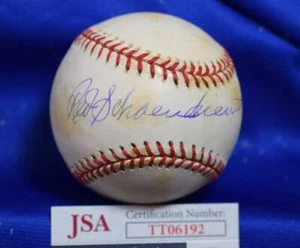 Red Schoendienst
JSA
Certification Number:
TT06192